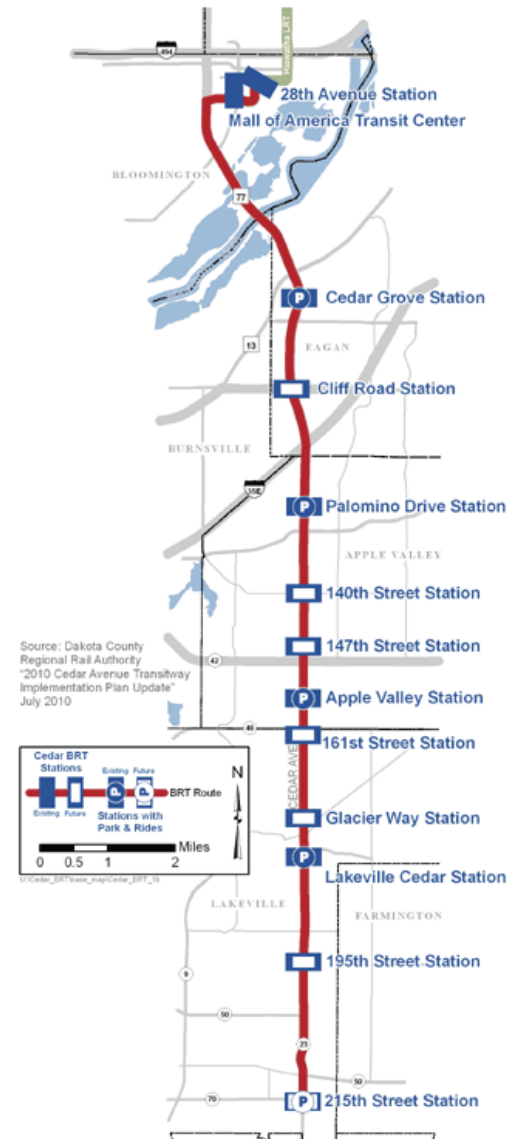 494
Hiawatha LRT
28th Avenue Station
Mall of America Transit Center
BLOOMINGTON
77
P
Cedar Grove Station
13
EAGAN
Cliff Road Station
BURNSVILLE
35E
P
Palomino Drive Station
APPLE VALLEY
140th Street Station
147th Street Station
Source: Dakota County
Regional Rail Authority
"2010 Cedar Avenue Transitway
Implementation Plan Update"
July 2010
42
P
Apple Valley Station
46
161st Street Station
CEDAR AVE
Cedar BRT
Stations
Existing
Future
P
P
BRT Route
Existing
Future
Stations with
Park & Rides
N
Miles
0 0.5 1 2
U:\Cedar_BRT\base_map\Cedar_BRT_1k
Glacier Way Station
P
Lakeville Cedar Station
LAKEVILLE
FARMINGTON
195th Street Station
9
50
23
50
70
P
215th Street Station